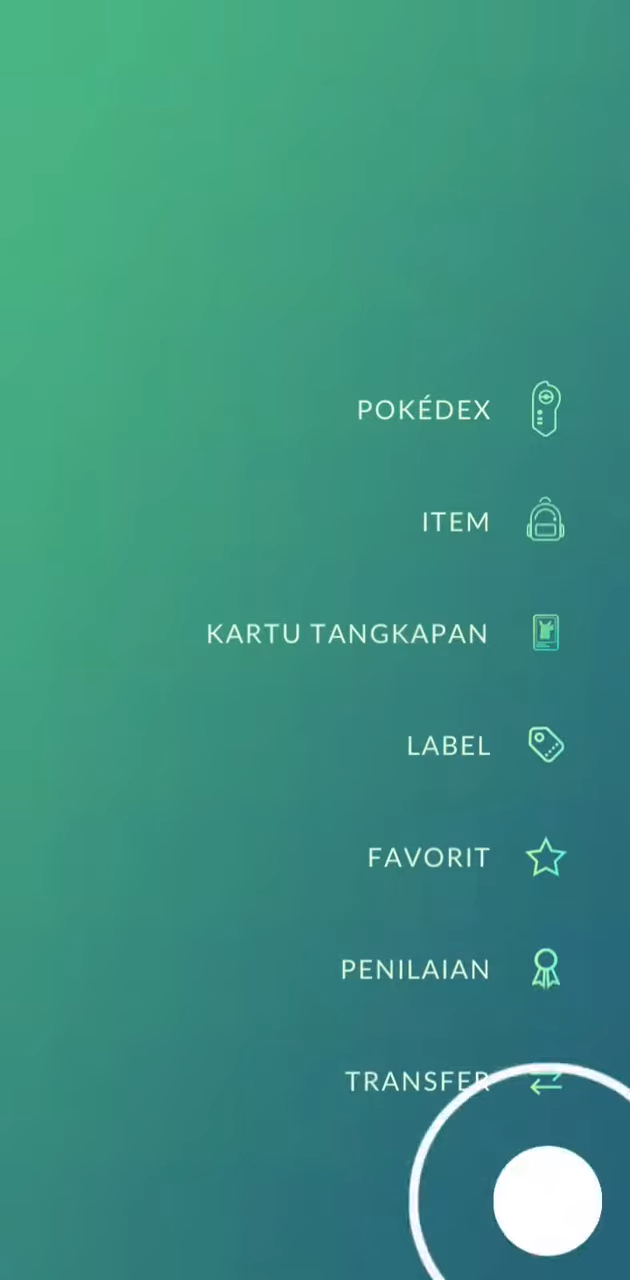 POKÉDEX
ITEM
KARTU TANGKAPAN
LABEL
FAVORIT
PENILAIAN
TRANSFER